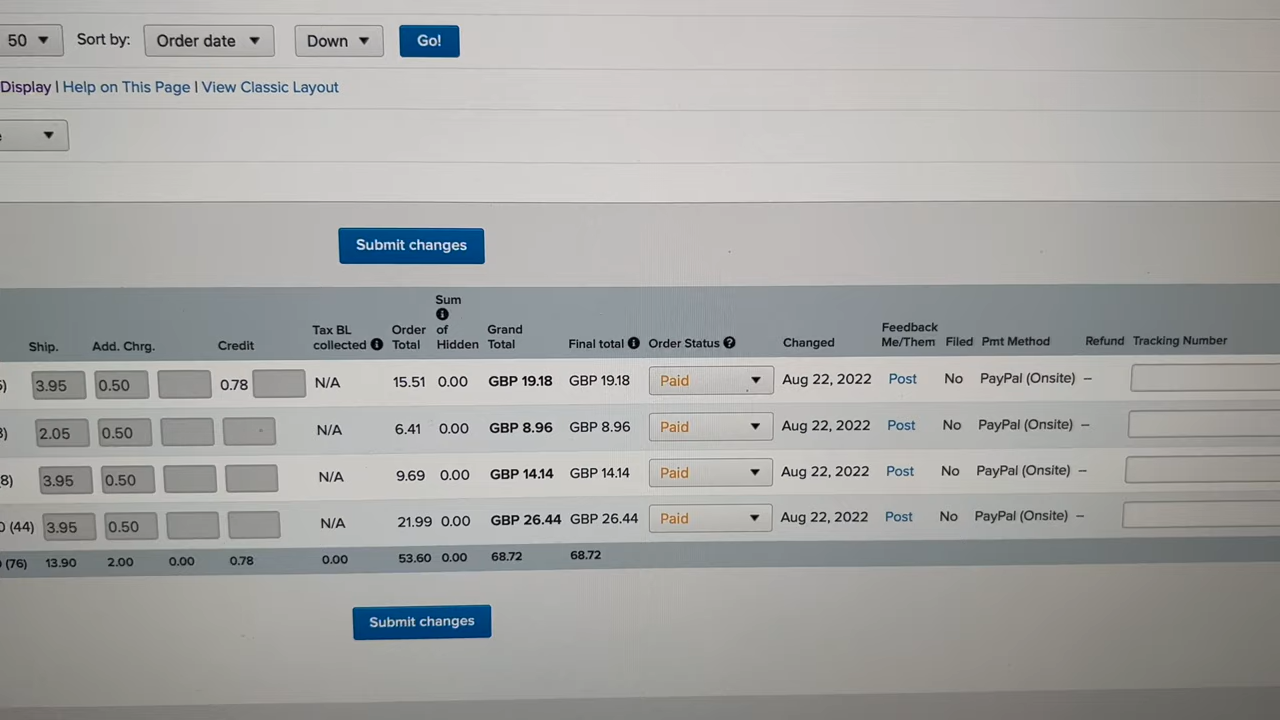 50 Sort by: Order date Down Go!
Display | Help on This Page | View Classic Layout
e
Submit changes
Ship. Add. Chrg. Credit Tax BL collected Order Total Sum of Hidden Grand Total Final total Order Status Changed Feedback Me/Them Filed Pmt Method Refund Tracking Number
3.95 0.50 0.78 N/A 15.51 0.00 GBP 19.18 GBP 19.18 Paid Aug 22, 2022 Post No PayPal (Onsite) –
2.05 0.50 N/A 6.41 0.00 GBP 8.96 GBP 8.96 Paid Aug 22, 2022 Post No PayPal (Onsite) –
8) 3.95 0.50 N/A 9.69 0.00 GBP 14.14 GBP 14.14 Paid Aug 22, 2022 Post No PayPal (Onsite) –
(44) 3.95 0.50 N/A 21.99 0.00 GBP 26.44 GBP 26.44 Paid Aug 22, 2022 Post No PayPal (Onsite) –
(76) 13.90 2.00 0.00 0.78 0.00 53.60 0.00 68.72 68.72
Submit changes